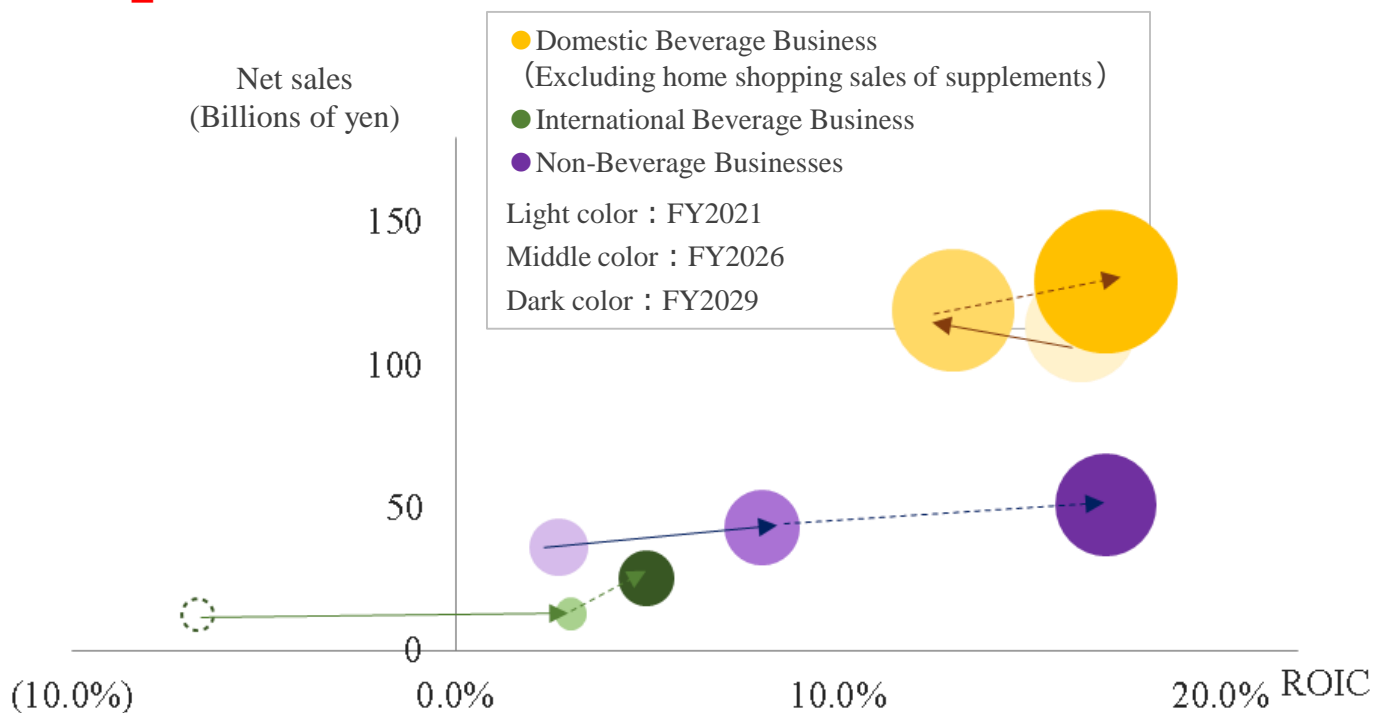 Net sales
(Billions of yen)
Domestic Beverage Business
（Excluding home shopping sales of supplements）
International Beverage Business
Non-Beverage Businesses
Light color：FY2021
Middle color：FY2026
Dark color：FY2029
150
100
50
0
(10.0%)
0.0%
10.0%
20.0%
ROIC